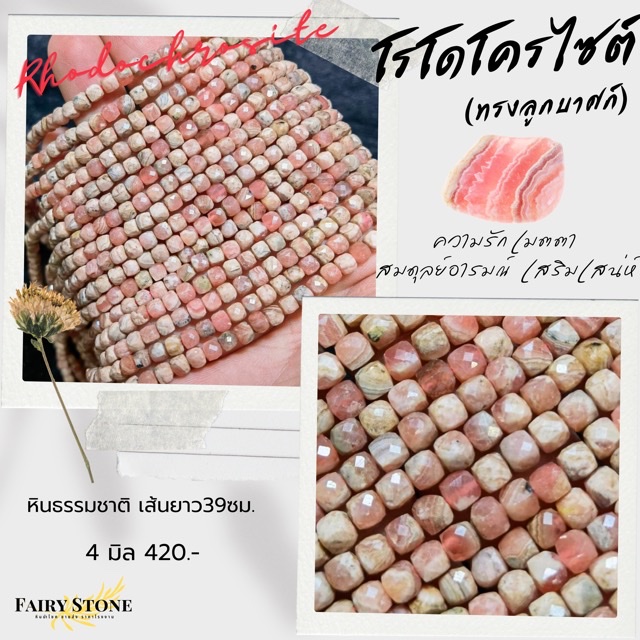 Rhodochrosite
โรโดโครไซต์
(ทรงลูกบาศก์)
ความรัก เมตตา
สมดุลย์อารมณ์ เสริมเสน่ห์
หินธรรมชาติ เส้นยาว39ซม.
4 มิล 420.-
FAIRY STONE